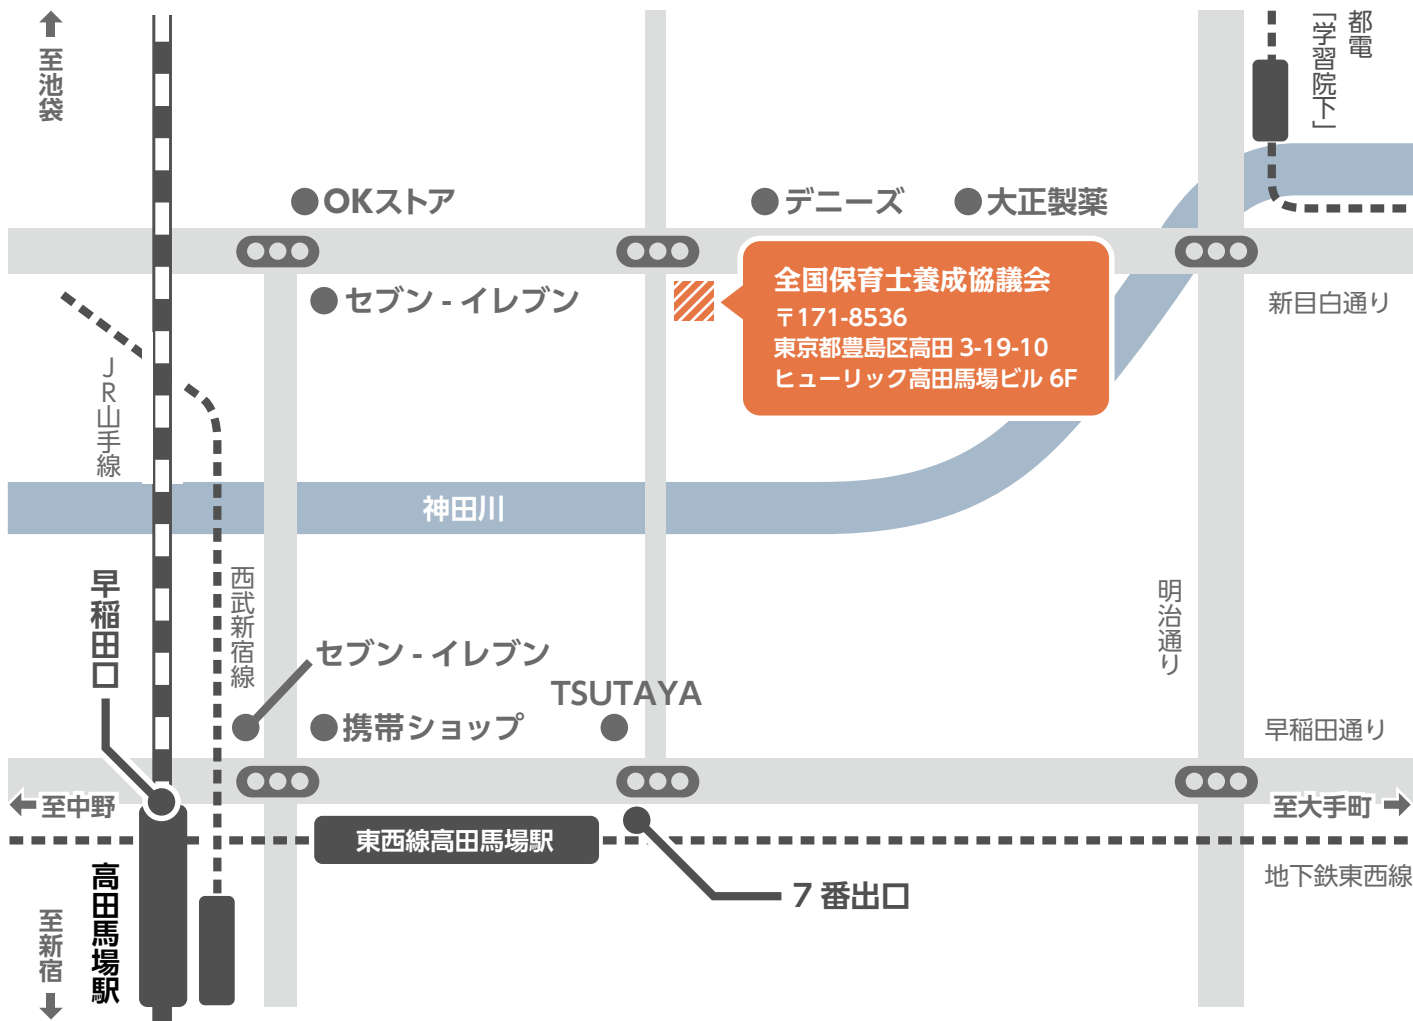 至池袋
都電
「学習院下」
OKストア
デニーズ
大正製薬
全国保育士養成協議会
〒171-8536
東京都豊島区高田 3-19-10
ヒューリック高田馬場ビル 6F
セブン - イレブン
新目白通り
JR山手線
神田川
早稲田口
西武新宿線
明治通り
セブン - イレブン
TSUTAYA
携帯ショップ
早稲田通り
至中野
至大手町
東西線高田馬場駅
地下鉄東西線
7 番出口
高田馬場駅
至新宿